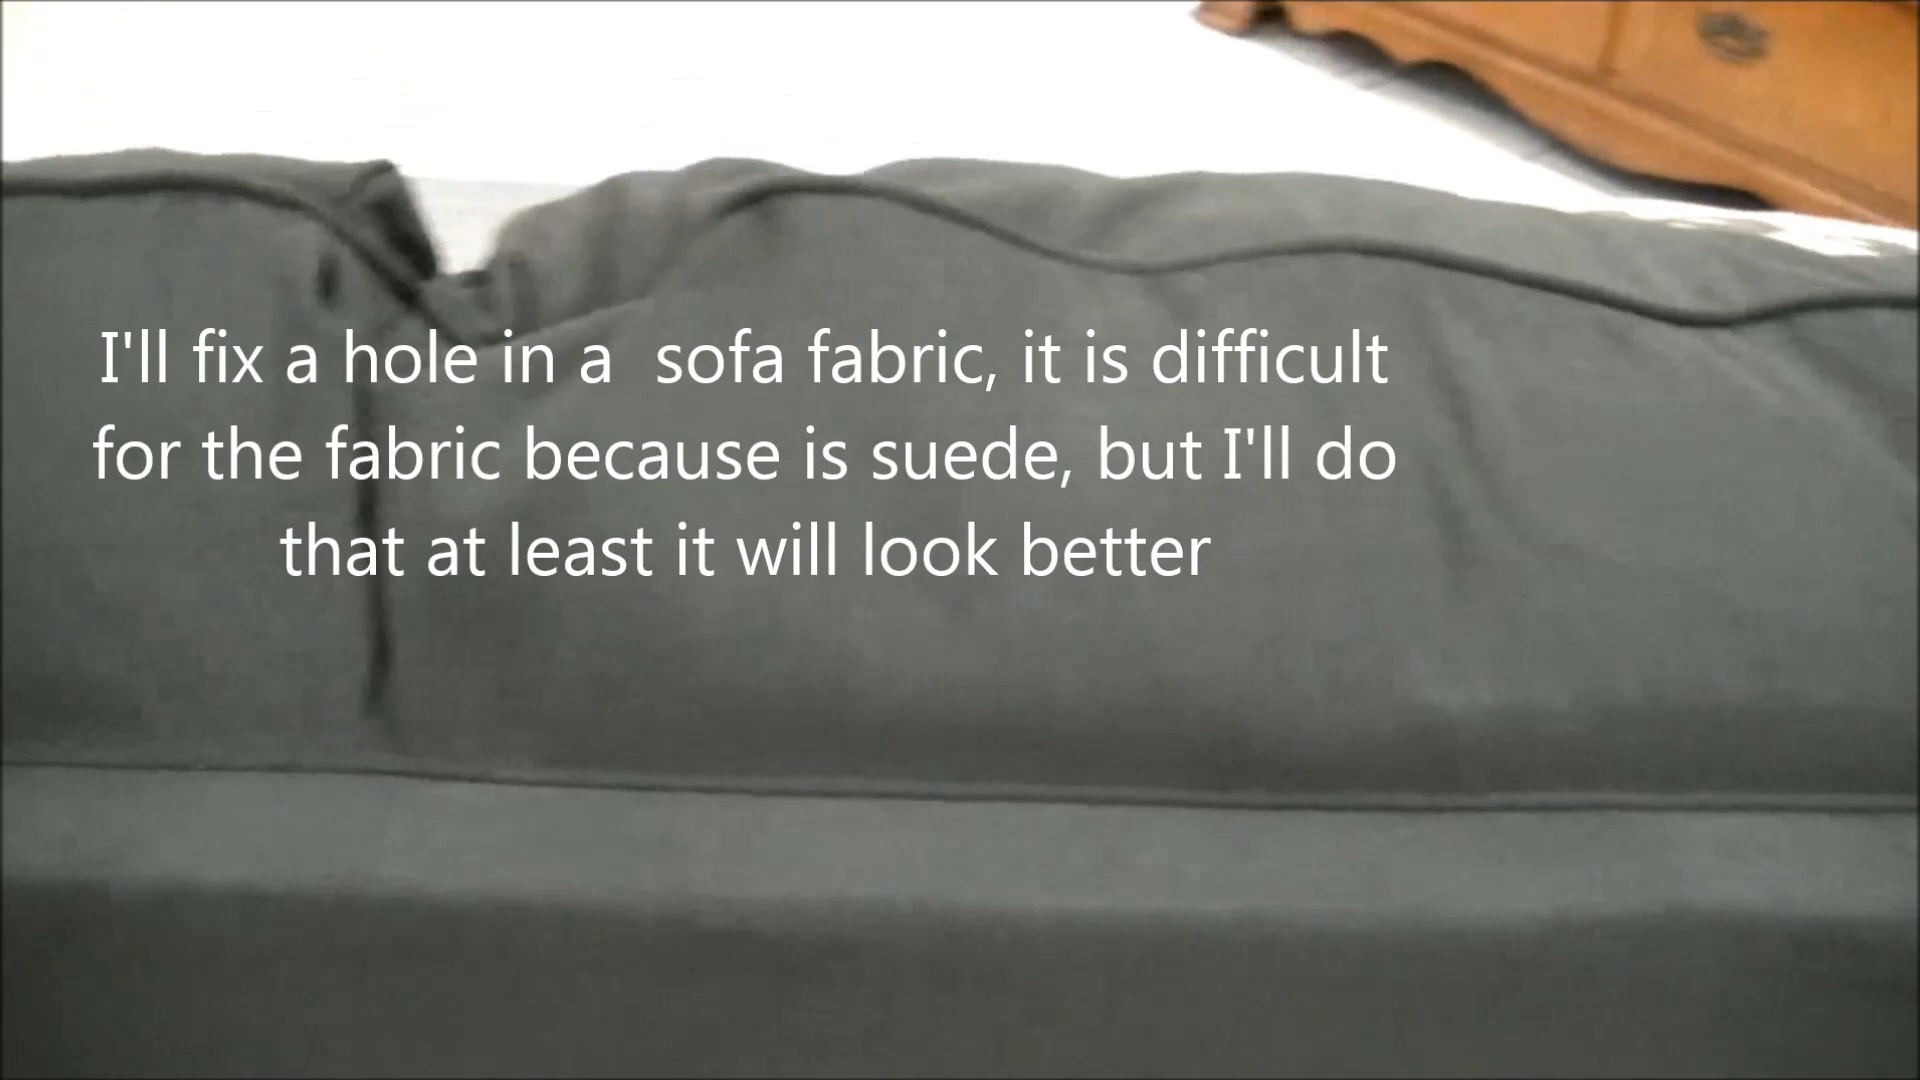 I'll fix a hole in a  sofa fabric, it is difficult
for the fabric because is suede, but I'll do
that at least it will look better